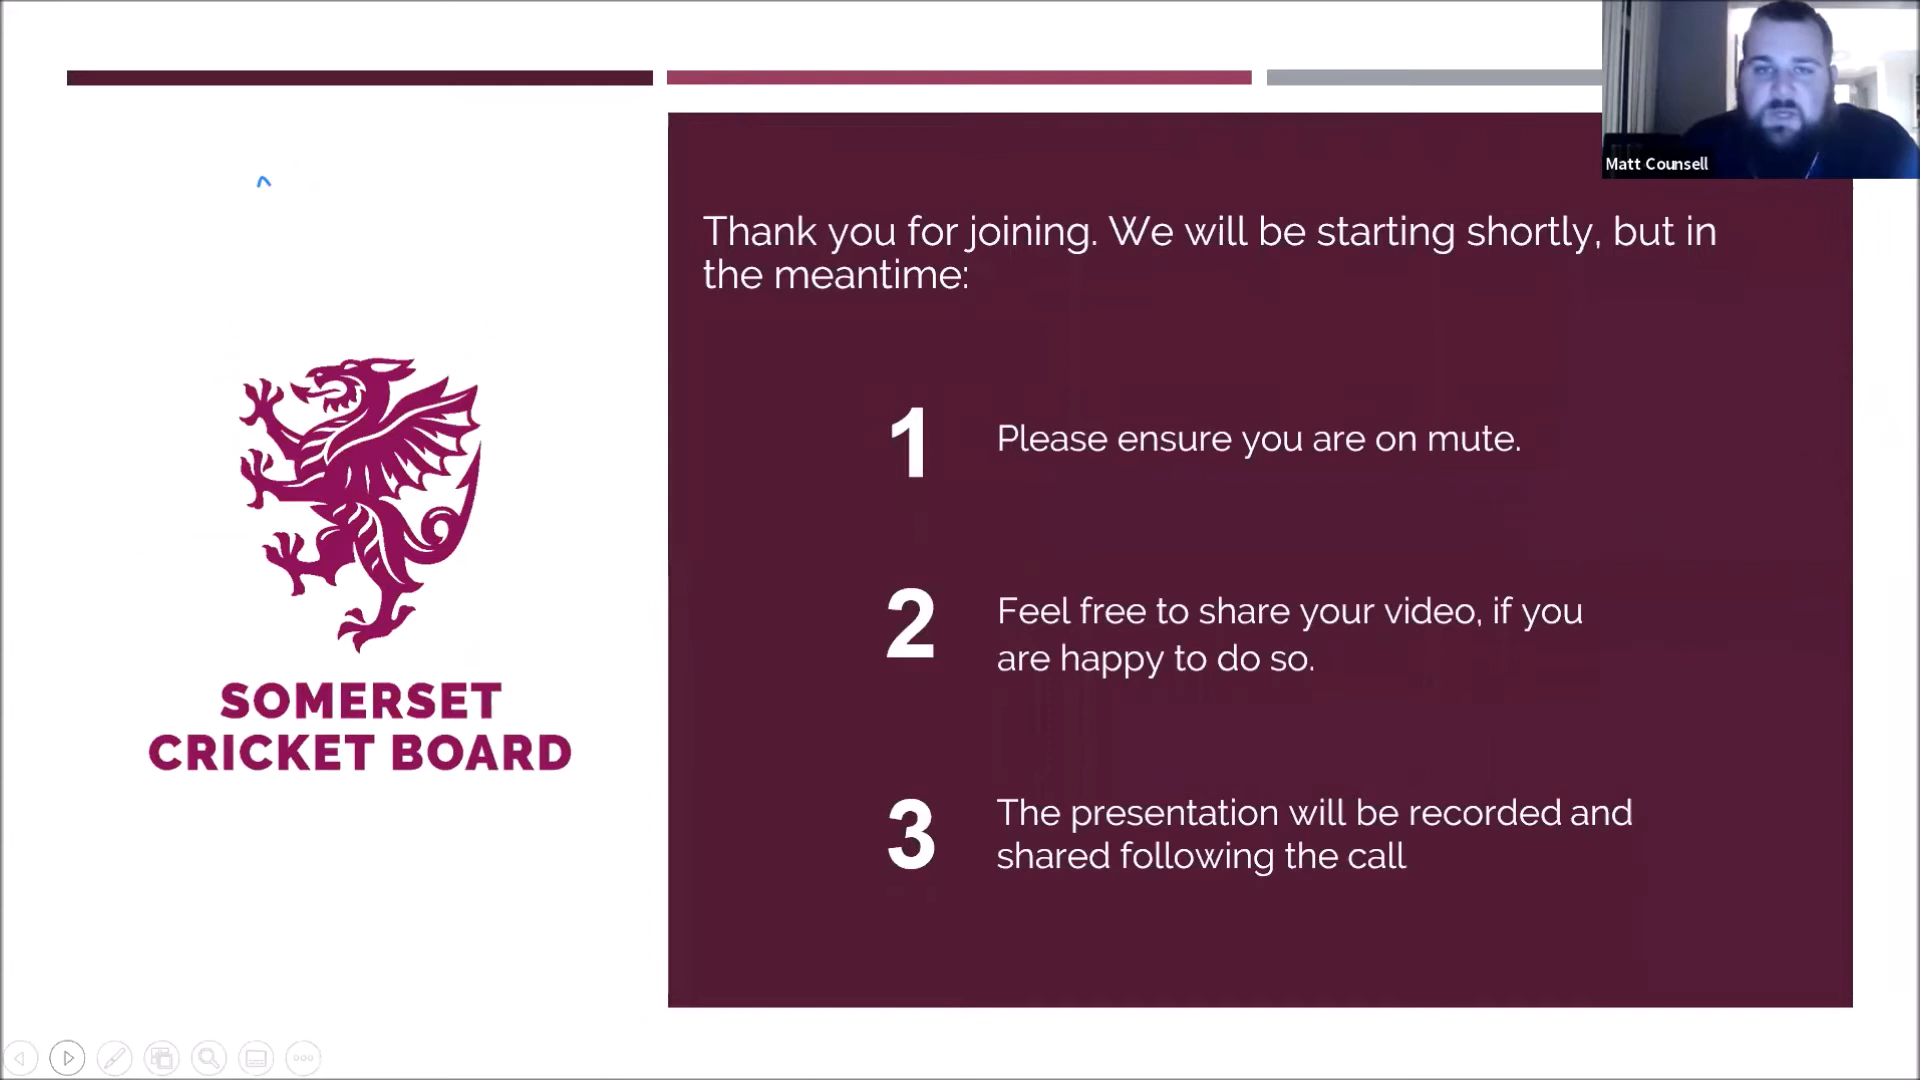 Matt Counsell
Thank you for joining. We will be starting shortly, but in
the meantime:
1 Please ensure you are on mute.
2 Feel free to share your video, if you
are happy to do so.
3 The presentation will be recorded and
shared following the call
SOMERSET
CRICKET BOARD